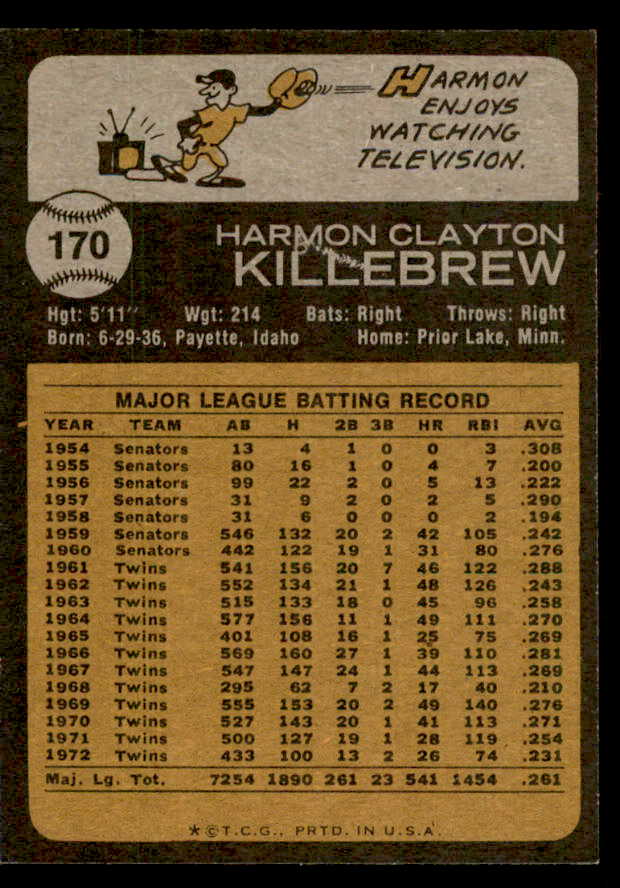 HARMON
ENJOYS
WATCHING
TELEVISION.
170
HARMON CLAYTON
KILLEBREW
Hgt: 5'11" Wgt: 214 Bats: Right Throws: Right
Born: 6-29-36, Payette, Idaho Home: Prior Lake, Minn.
MAJOR LEAGUE BATTING RECORD
YEAR TEAM AB H 2B 3B HR RBI AVG
1954 Senators 13 4 1 0 0 3 .308
1955 Senators 80 16 1 0 4 7 .200
1956 Senators 99 22 2 0 5 13 .222
1957 Senators 31 9 2 0 2 5 .290
1958 Senators 31 6 0 0 0 2 .194
1959 Senators 546 132 20 2 42 105 .242
1960 Senators 442 122 19 1 31 80 .276
1961 Twins 541 156 20 7 46 122 .288
1962 Twins 552 134 21 1 48 126 .243
1963 Twins 515 133 18 0 45 96 .258
1964 Twins 577 156 11 1 49 111 .270
1965 Twins 401 108 16 1 25 75 .269
1966 Twins 569 160 27 1 39 110 .281
1967 Twins 547 147 24 1 44 113 .269
1968 Twins 295 62 7 2 17 40 .210
1969 Twins 555 153 20 2 49 140 .276
1970 Twins 527 143 20 1 41 113 .271
1971 Twins 500 127 19 1 28 119 .254
1972 Twins 433 100 13 2 26 74 .231
Maj. Lg. Tot. 7254 1890 261 23 541 1454 .261
*©T.C.G., PRTD. IN U.S.A.